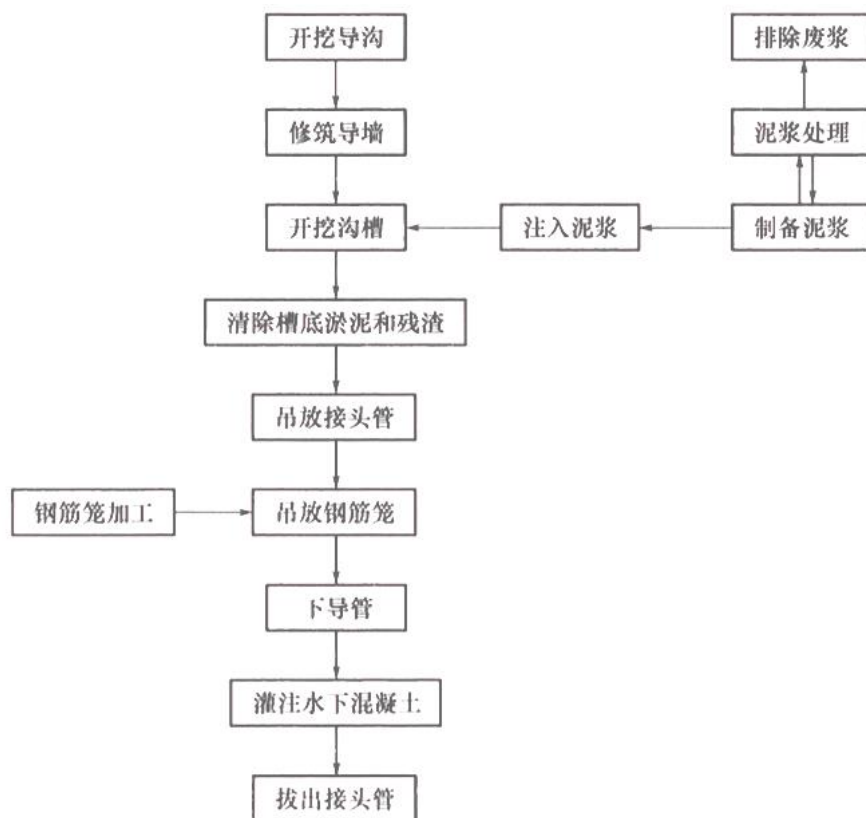 开挖导沟
排除废浆
修筑导墙
泥浆处理
开挖沟槽
注入泥浆
制备泥浆
清除槽底淤泥和残渣
吊放接头管
钢筋笼加工
吊放钢筋笼
下导管
灌注水下混凝土
拔出接头管